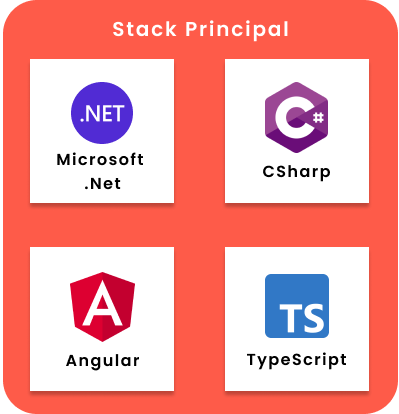 Stack Principal
.NET
Microsoft
.Net
C#
CSharp
A
Angular
TS
TypeScript